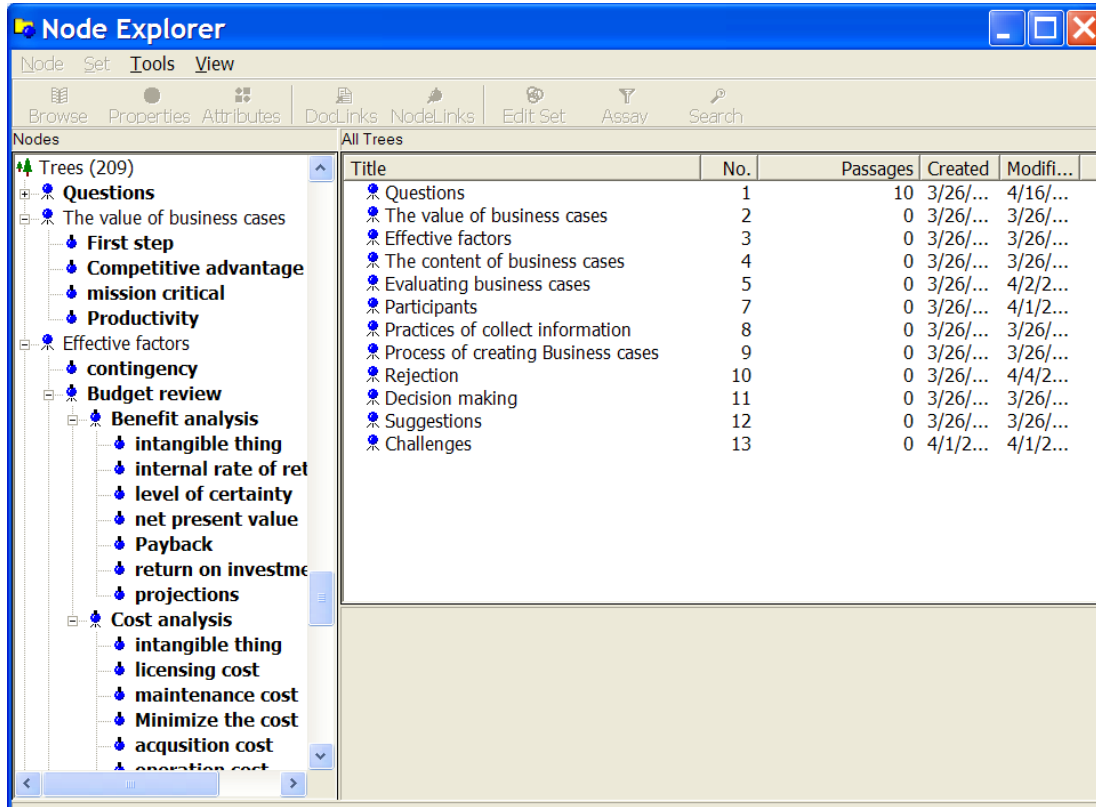 Node Explorer
Node Set Tools View
Browse Properties Attributes DocLinks NodeLinks Edit Set Assay Search
Nodes
Trees (209)
Questions
The value of business cases
First step
Competitive advantage
mission critical
Productivity
Effective factors
contingency
Budget review
Benefit analysis
intangible thing
internal rate of ret
level of certainty
net present value
Payback
return on investme
projections
Cost analysis
intangible thing
licensing cost
maintenance cost
Minimize the cost
acqusition cost
operation cost
All Trees
Title No. Passages Created Modifi...
Questions 1 10 3/26/... 4/16/...
The value of business cases 2 0 3/26/... 3/26/...
Effective factors 3 0 3/26/... 3/26/...
The content of business cases 4 0 3/26/... 3/26/...
Evaluating business cases 5 0 3/26/... 4/2/2...
Participants 7 0 3/26/... 4/1/2...
Practices of collect information 8 0 3/26/... 3/26/...
Process of creating Business cases 9 0 3/26/... 3/26/...
Rejection 10 0 3/26/... 4/4/2...
Decision making 11 0 3/26/... 3/26/...
Suggestions 12 0 3/26/... 3/26/...
Challenges 13 0 4/1/2... 4/1/2...